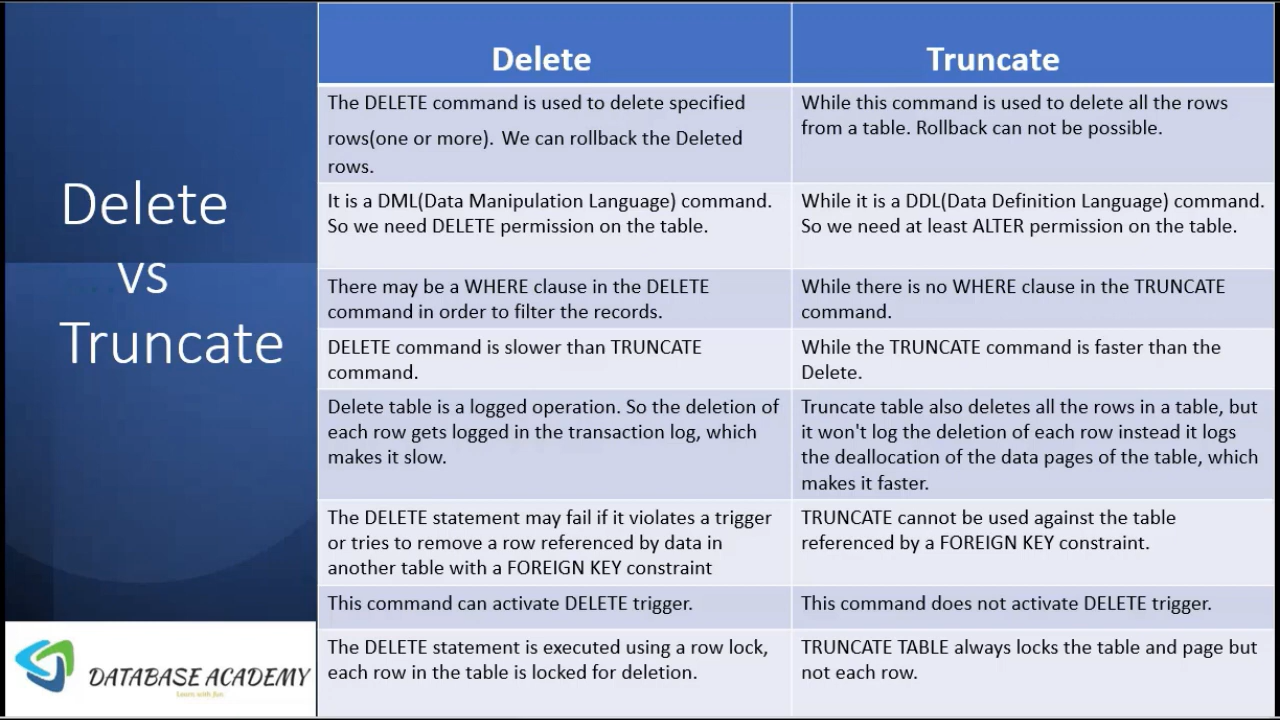 Delete
vs
Truncate
DATABASE ACADEMY
Learn with fun
Delete
Truncate
The DELETE command is used to delete specified
rows(one or more). We can rollback the Deleted
rows.
While this command is used to delete all the rows
from a table. Rollback can not be possible.
It is a DML(Data Manipulation Language) command.
So we need DELETE permission on the table.
While it is a DDL(Data Definition Language) command.
So we need at least ALTER permission on the table.
There may be a WHERE clause in the DELETE
command in order to filter the records.
While there is no WHERE clause in the TRUNCATE
command.
DELETE command is slower than TRUNCATE
command.
While the TRUNCATE command is faster than the
Delete.
Delete table is a logged operation. So the deletion of
each row gets logged in the transaction log, which
makes it slow.
Truncate table also deletes all the rows in a table, but
it won't log the deletion of each row instead it logs
the deallocation of the data pages of the table, which
makes it faster.
The DELETE statement may fail if it violates a trigger
or tries to remove a row referenced by data in
another table with a FOREIGN KEY constraint
TRUNCATE cannot be used against the table
referenced by a FOREIGN KEY constraint.
This command can activate DELETE trigger.
This command does not activate DELETE trigger.
The DELETE statement is executed using a row lock,
each row in the table is locked for deletion.
TRUNCATE TABLE always locks the table and page but
not each row.